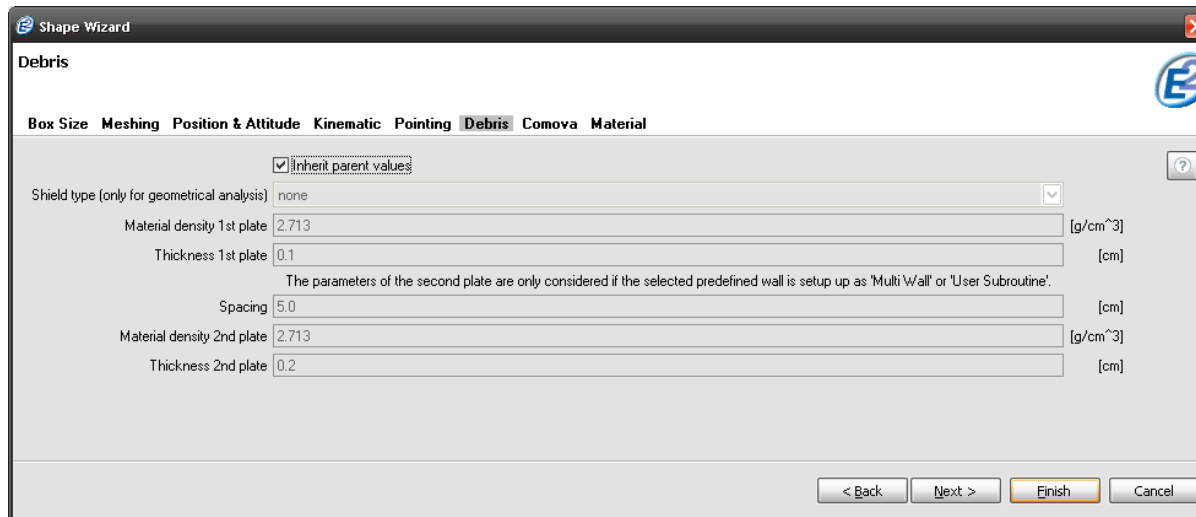 Shape Wizard
Debris
Box Size Meshing Position & Attitude Kinematic Pointing Debris Comova Material
Inherit parent values
Shield type (only for geometrical analysis) none
Material density 1st plate 2.713 [g/cm^3]
Thickness 1st plate 0.1 [cm]
The parameters of the second plate are only considered if the selected predefined wall is setup up as 'Multi Wall' or 'User Subroutine'.
Spacing 5.0 [cm]
Material density 2nd plate 2.713 [g/cm^3]
Thickness 2nd plate 0.2 [cm]
< Back Next > Finish Cancel